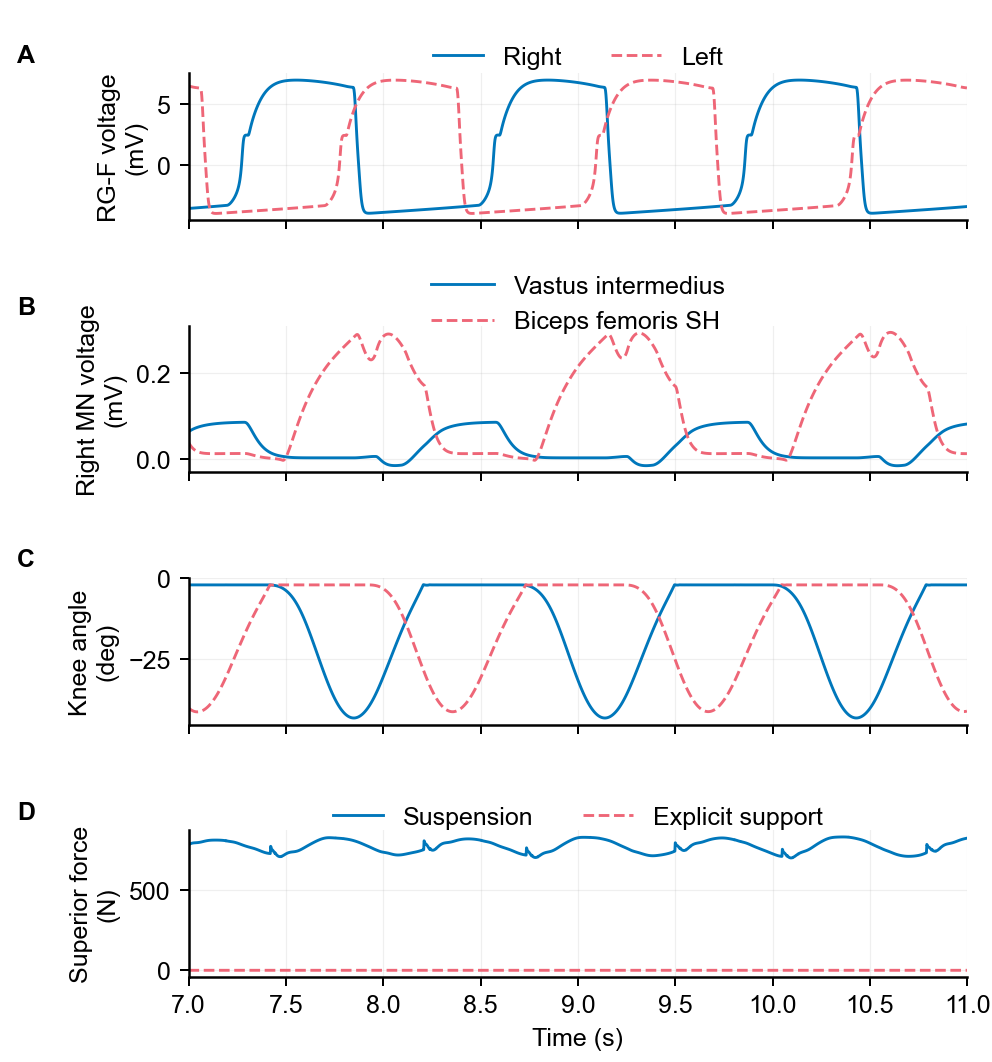 A
Right
Left
RG-F voltage
(mV)
5
0
B
Vastus intermedius
Biceps femoris SH
Right MN voltage
(mV)
0.2
0.0
C
Knee angle
(deg)
0
−25
D
Suspension
Explicit support
Superior force
(N)
500
0
7.0 7.5 8.0 8.5 9.0 9.5 10.0 10.5 11.0
Time (s)